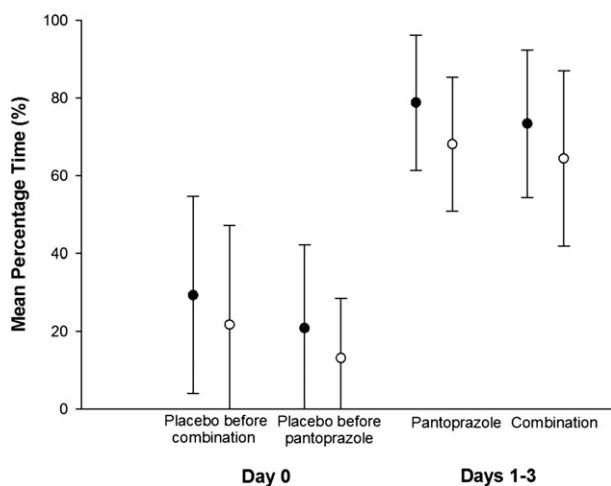 100
80
60
40
20
0
Mean Percentage Time (%)
Placebo before
combination
Placebo before
pantoprazole
Pantoprazole
Combination
Day 0
Days 1-3